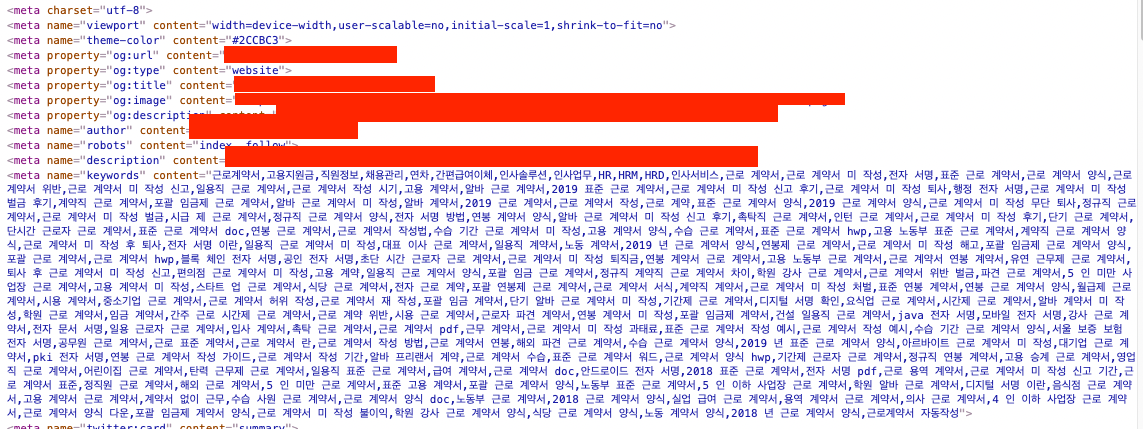 <meta charset="utf-8">
<meta name="viewport" content="width=device-width,user-scalable=no,initial-scale=1,shrink-to-fit=no">
<meta name="theme-color" content="#2CCBC3">
<meta property="og:url"
<meta property="og:type" content="website">
<meta property="og:title" content=
<meta property="og:image" content=
<meta property="og:description"
<meta name="author" content=
<meta name="robots" content="index, follow">
<meta name="description" content=
<meta name="keywords" content="근로계약서,고용지원금,직원정보,채용관리,연차,간편급여이체,인사솔루션,인사업무,HR,HRM,HRD,인사서비스,근로 계약서,근로 계약서 미 작성,전자 서명,표준 근로 계약서,근로 계약서 양식,근로
계약서 위반,근로 계약서 미 작성 신고,일용직 근로 계약서,근로 계약서 작성 시기,고용 계약서,알바 근로 계약서,2019 표준 근로 계약서,근로 계약서 미 작성 신고 후기,근로 계약서 미 작성 퇴사,행정 전자 서명,근로 계약서 미 작성
벌금 후기,계약직 근로 계약서,포괄 임금제 근로 계약서,알바 근로 계약서 미 작성,알바 계약서,2019 근로 계약서,근로 계약,표준 근로 계약서 양식,2019 근로 계약서 양식,근로 계약서 미 작성 무단 퇴사,정규직 근로
계약서,근로 계약서 미 작성 벌금,시급 제 근로 계약서,정규직 근로 계약서 양식,전자 서명 방법,연봉 계약서 양식,알바 근로 계약서 미 작성 신고 후기,촉탁직 근로 계약서,인턴 근로 계약서,근로 계약서 미 작성 후기,단기 근로 계약서,
단시간 근로자 근로 계약서,표준 근로 계약서 doc,연봉 근로 계약서,근로 계약서 작성법,수습 기간 근로 계약서 미 작성,고용 계약서 양식,수습 근로 계약서,표준 근로 계약서 hwp,고용 노동부 표준 근로 계약서,계약직 근로 계약서 양
식,근로 계약서 미 작성 후 퇴사,전자 서명 이란,일용직 근로 계약서 미 작성,대표 이사 근로 계약서,일용직 계약서,노동 계약서,2019 년 근로 계약서 양식,연봉제 근로 계약서,근로 계약서 미 작성 해고,포괄 임금제 근로 계약서 양식,
포괄 근로 계약서,근로 계약서 hwp,블록 체인 전자 서명,공인 전자 서명,초단 시간 근로자 근로 계약서,근로 계약서 미 작성 퇴직금,연봉 계약서 근로 계약서,고용 노동부 근로 계약서,근로 계약서 예시,근로 계약서 미 작성 유연 근무제 근로 계약서,
퇴사 후 근로 계약서 미 작성 신고,편의점 근로 계약서 미 작성,고용 계약,일용직 근로 계약서 양식,포괄 임금 근로 계약서,정규직 계약직 근로 계약서 차이,학원 강사 근로 계약서,근로 계약서 위반 벌금,파견 근로 계약서,5 인 미만 사
업장 근로 계약서,고용 계약서 미 작성,스타트 업 근로 계약서,식당 근로 계약서,전자 근로 계약,포괄 연봉제 근로 계약서,근로 계약서 서식,계약직 근로 계약서,근로 계약서 미 작성 처벌,표준 연봉 계약서,연봉 근로 계약서 양식,월급제 근로
계약서,시용 계약서,중소기업 근로 계약서,근로 계약서 허위 작성,근로 계약서 재 작성,포괄 임금 계약서,단기 알바 근로 계약서,기간제 근로 계약서,디지털 서명 확인,요식업 근로 계약서,시간제 근로 계약서,알바 계약서 미 작
성,학원 근로 계약서,임금 계약서,간주 근로 시간제 근로 계약서,근로 계약 위반,시용 근로 계약서,근로자 파견 계약서,연봉 계약서 미 작성,포괄 임금제 계약서,건설 일용직 근로 계약서,java 전자 서명,모바일 전자 서명,강사 근로 계
약서,전자 문서 서명,일용 근로자 근로 계약서,입사 계약서,촉탁 근로 계약서,근로 계약서 pdf,근무 계약서,근로 계약서 미 작성 과태료,표준 근로 계약서 작성 예시,근로 계약서 작성 예시,수습 기간 근로 계약서 양식,서울 보증 보험
전자 서명,공무원 근로 계약서,근로 표준 계약서,근로 계약서 란,근로 계약서 작성 방법,근로 계약서 연봉,해외 파견 근로 계약서,수습 근로 계약서 양식,2019 년 표준 근로 계약서 양식,아르바이트 근로 계약서 미 작성,대기업 근로 계약
서,pki 전자 서명,연봉 근로 계약서 작성 가이드,근로 계약서 작성 기간,알바 프리랜서 계약,근로 계약서 수습,표준 근로 계약서 워드,근로 계약서 양식 hwp,기간제 근로자 근로 계약서,정규직 연봉 계약서,고용 승계 근로 계약서,영업
직 근로 계약서,어린이집 근로 계약서,탄력 근무제 근로 계약서,일용직 표준 근로 계약서,급여 계약서,근로 계약서 doc,안드로이드 전자 서명,2018 표준 근로 계약서,전자 서명 pdf,근로 용역 계약서,근로 계약서 미 작성 신고 기간,근
로 계약서 표준,정직원 근로 계약서,해외 근로 계약서,5 인 미만 근로 계약서,표준 고용 계약서,포괄 근로 계약서 양식,노동부 표준 근로 계약서,5 인 이하 사업장 근로 계약서,학원 알바 근로 계약서,디지털 서명 이란,음식점 근로 계약
서,고용 근로 계약서,계약서 없이 근무,수습 사원 근로 계약서,근로 계약서 양식 doc,노동부 근로 계약서,2018 근로 계약서,실업 급여 근로 계약서,용역 근로 계약서,의사 근로 계약서,4 인 이하 사업장 근로 계약
서,근로 계약서 양식 다운,포괄 임금제 계약서 양식,근로 계약서 미 작성 불이익,학원 강사 근로 계약서 양식,식당 근로 계약서 양식,노동 계약서 양식,2018 년 근로 계약서 양식,근로계약서 자동작성">
<meta name="twitter:card" content="summary">